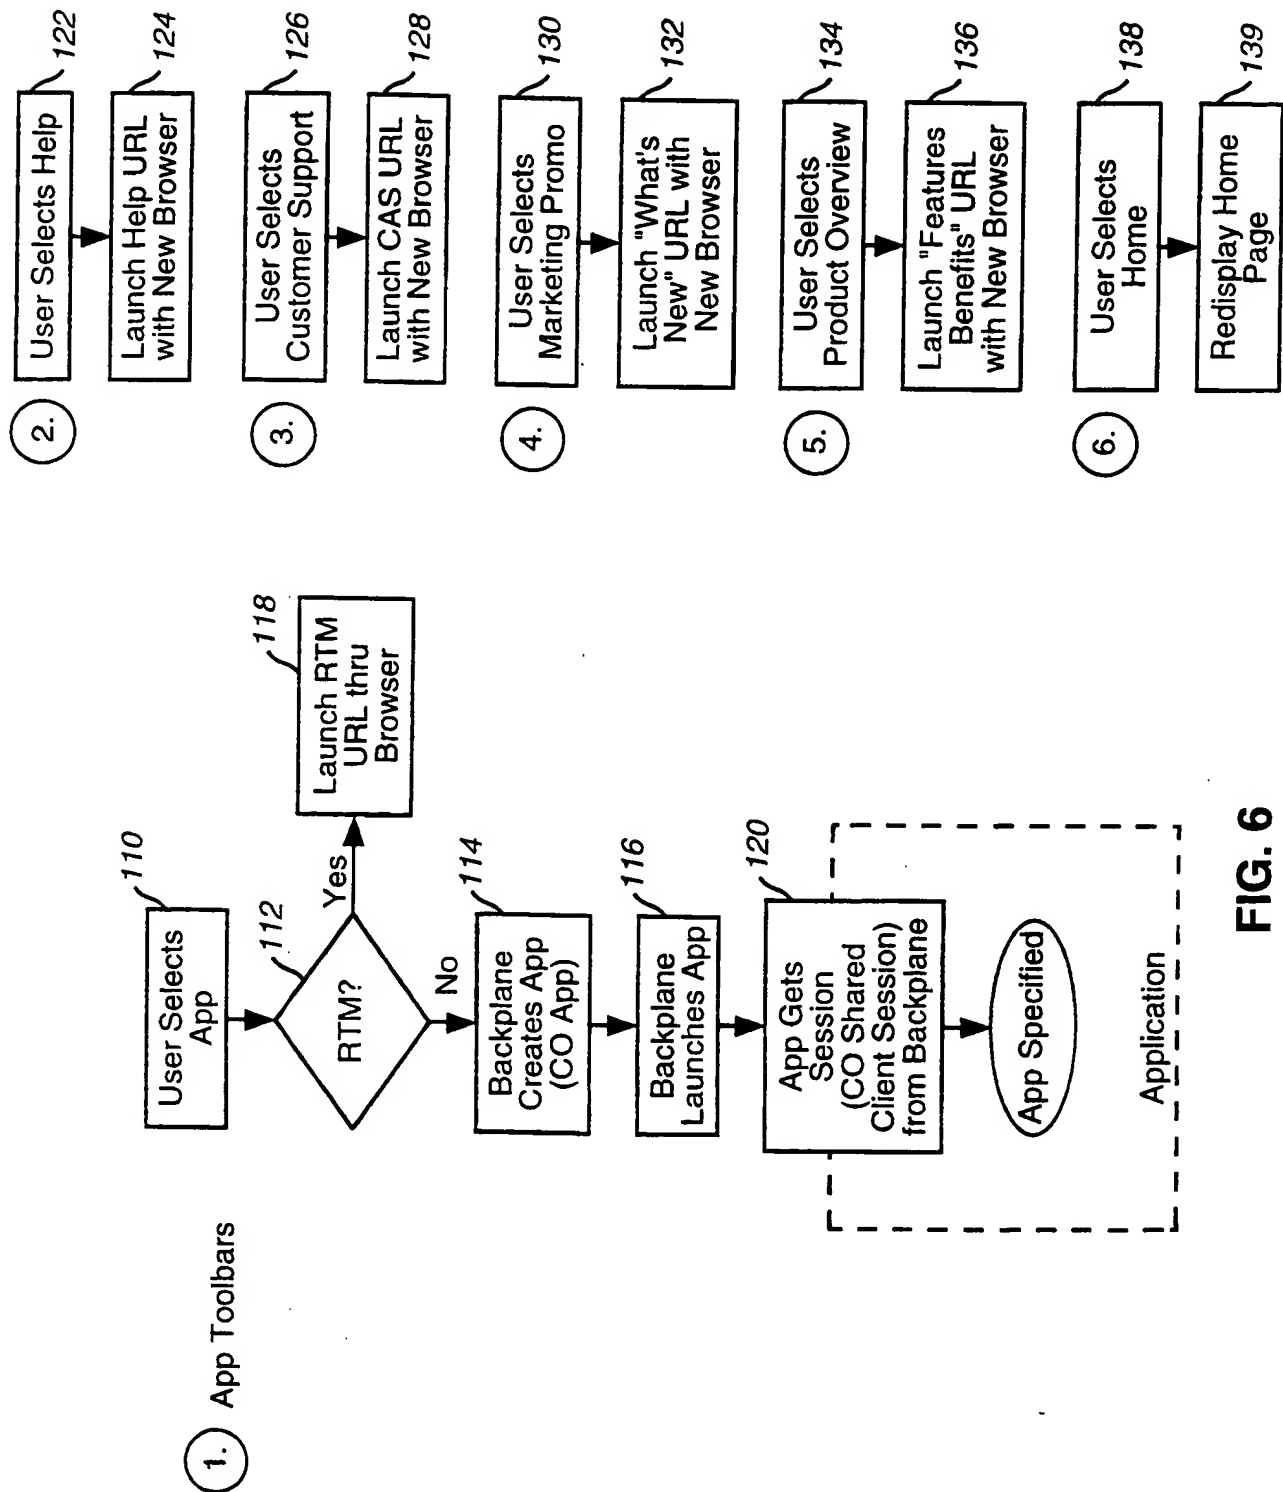 1.
App Toolbars
110
User Selects
App
112
RTM?
Yes
118
Launch RTM
URL thru
Browser
No
114
Backplane
Creates App
(CO App)
116
Backplane
Launches App
120
App Gets
Session
(CO Shared
Client Session)
from Backplane
App Specified
Application
2.
122
User Selects Help
124
Launch Help URL
with New Browser
3.
126
User Selects
Customer Support
128
Launch CAS URL
with New Browser
4.
130
User Selects
Marketing Promo
132
Launch "What's
New" URL with
New Browser
5.
134
User Selects
Product Overview
136
Launch "Features
Benefits" URL
with New Browser
6.
138
User Selects
Home
139
Redisplay Home
Page
FIG. 6